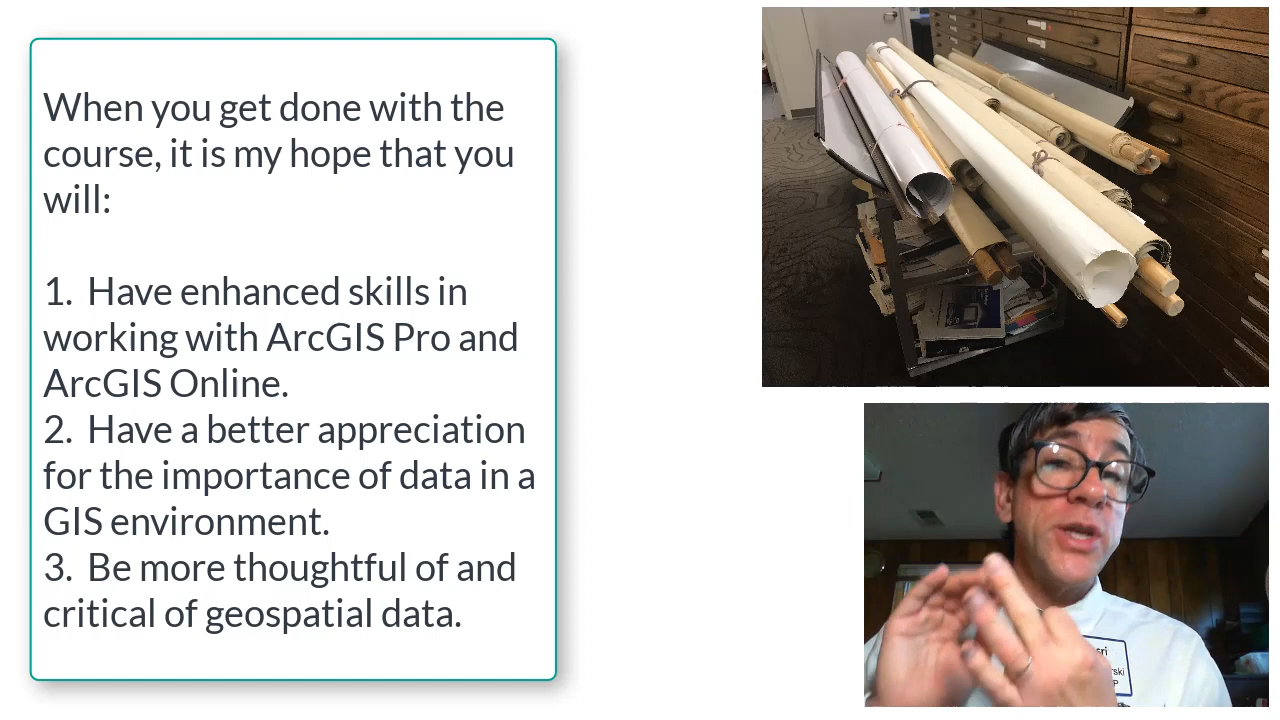 When you get done with the
course, it is my hope that you
will:
1. Have enhanced skills in
working with ArcGIS Pro and
ArcGIS Online.
2. Have a better appreciation
for the importance of data in a
GIS environment.
3. Be more thoughtful of and
critical of geospatial data.
sri
rski
P